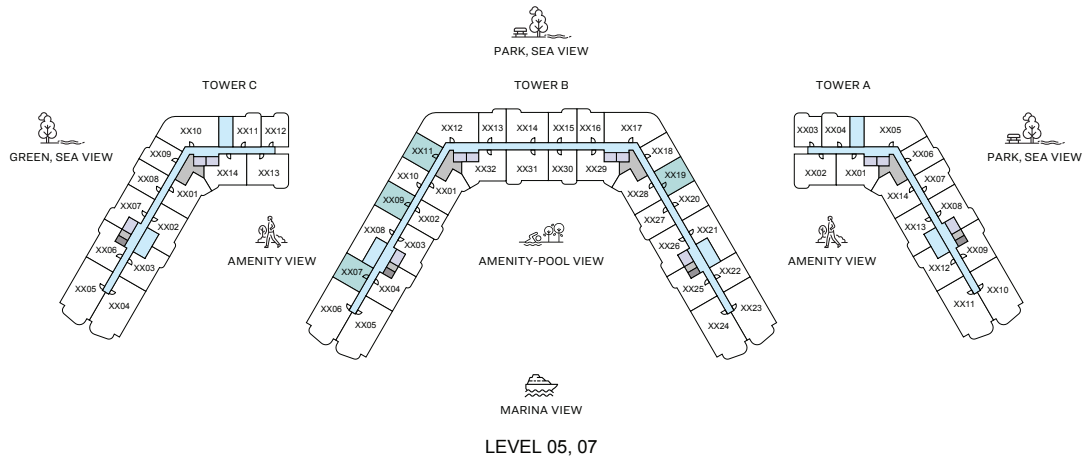 PARK, SEA VIEW
TOWER C
TOWER B
TOWER A
GREEN, SEA VIEW
PARK, SEA VIEW
XX10
XX11
XX12
XX09
XX08
XX07
XX06
XX05
XX04
XX03
XX02
XX01
XX14
XX13
AMENITY VIEW
XX12
XX13
XX14
XX15
XX16
XX17
XX11
XX10
XX09
XX08
XX07
XX06
XX05
XX04
XX03
XX02
XX01
XX32
XX31
XX30
XX29
XX28
XX27
XX26
XX25
XX24
XX18
XX19
XX20
XX21
XX22
XX23
AMENITY-POOL VIEW
XX03
XX04
XX05
XX02
XX01
XX06
XX07
XX08
XX09
XX10
XX14
XX13
XX12
XX11
AMENITY VIEW
MARINA VIEW
LEVEL 05, 07